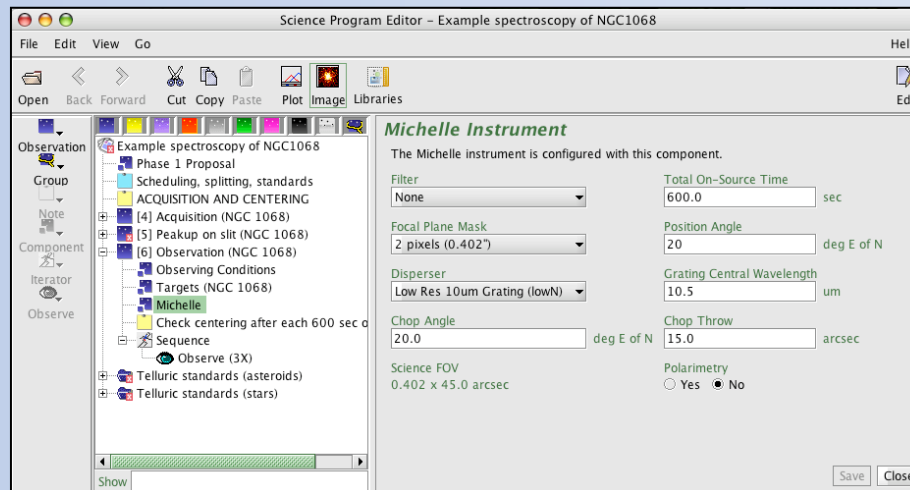 Science Program Editor – Example spectroscopy of NGC1068
File Edit View Go
Open Back Forward Cut Copy Paste Plot Image Libraries
Observation
Group
Note
Component
Iterator
Observe
Example spectroscopy of NGC1068
Phase 1 Proposal
Scheduling, splitting, standards
ACQUISITION AND CENTERING
[4] Acquisition (NGC 1068)
[5] Peakup on slit (NGC 1068)
[6] Observation (NGC 1068)
Observing Conditions
Targets (NGC 1068)
Michelle
Check centering after each 600 sec o
Sequence
Observe (3X)
Telluric standards (asteroids)
Telluric standards (stars)
Show
Michelle Instrument
The Michelle instrument is configured with this component.
Filter
None
Total On-Source Time
600.0 sec
Focal Plane Mask
2 pixels (0.402")
Position Angle
20 deg E of N
Disperser
Low Res 10um Grating (lowN)
Grating Central Wavelength
10.5 um
Chop Angle
20.0 deg E of N
Chop Throw
15.0 arcsec
Science FOV
0.402 x 45.0 arcsec
Polarimetry
Yes No
Save Close